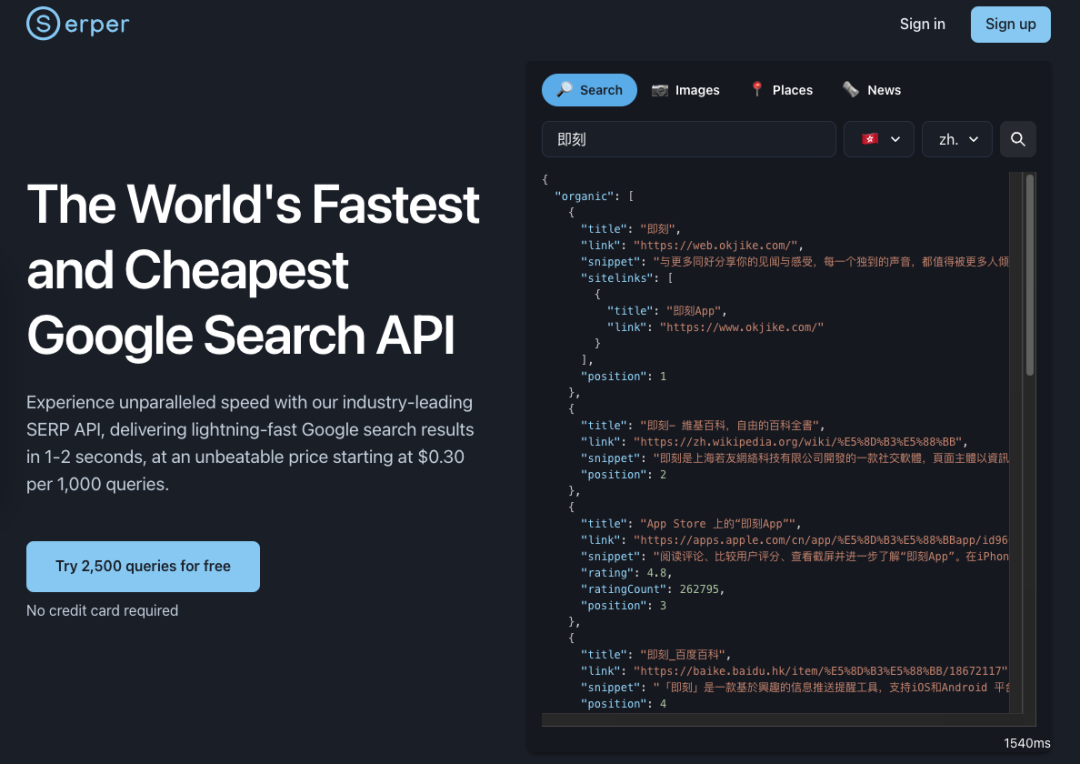 Serper
Sign in
Sign up
The World's Fastest
and Cheapest
Google Search API
Experience unparalleled speed with our industry-leading
SERP API, delivering lightning-fast Google search results
in 1-2 seconds, at an unbeatable price starting at $0.30
per 1,000 queries.
Try 2,500 queries for free
No credit card required
Search
Images
Places
News
即刻
zh.
{
"organic": [
{
"title": "即刻",
"link": "https://web.okjike.com/",
"snippet": "与更多同好分享你的见闻与感受，每一个独到的声音，都值得被更多人倾
"sitelinks": [
{
"title": "即刻App",
"link": "https://www.okjike.com/"
}
],
"position": 1
},
{
"title": "即刻- 維基百科，自由的百科全書",
"link": "https://zh.wikipedia.org/wiki/%E5%8D%B3%E5%88%BB",
"snippet": "即刻是上海若友網絡科技有限公司開發的一款社交軟體，頁面主體以資訊
"position": 2
},
{
"title": "App Store 上的“即刻App”",
"link": "https://apps.apple.com/cn/app/%E5%8D%B3%E5%88%BBapp/id96
"snippet": "阅读评论、比较用户评分、查看截屏并进一步了解“即刻App”。在iPhon
"rating": 4.8,
"ratingCount": 262795,
"position": 3
},
{
"title": "即刻_百度百科",
"link": "https://baike.baidu.hk/item/%E5%8D%B3%E5%88%BB/18672117"
"snippet": "「即刻」是一款基於興趣的信息推送提醒工具，支持iOS和Android 平台
"position": 4
1540ms